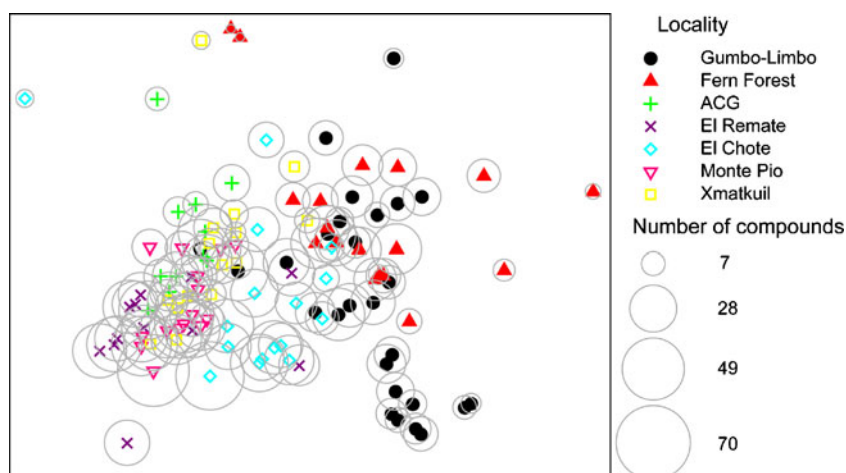 Locality
Gumbo-Limbo
Fern Forest
ACG
El Remate
El Chote
Monte Pio
Xmatkuil
Number of compounds
7
28
49
70